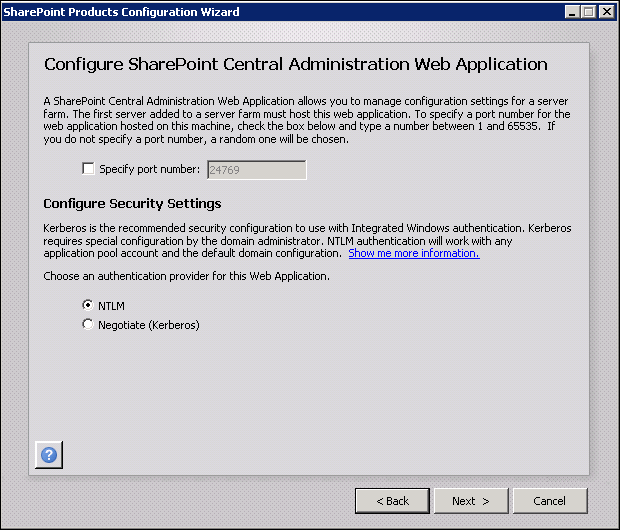 SharePoint Products Configuration Wizard
Configure SharePoint Central Administration Web Application
A SharePoint Central Administration Web Application allows you to manage configuration settings for a server
farm. The first server added to a server farm must host this web application. To specify a port number for the
web application hosted on this machine, check the box below and type a number between 1 and 65535. If
you do not specify a port number, a random one will be chosen.
Specify port number: 24769
Configure Security Settings
Kerberos is the recommended security configuration to use with Integrated Windows authentication. Kerberos
requires special configuration by the domain administrator. NTLM authentication will work with any
application pool account and the default domain configuration. Show me more information.
Choose an authentication provider for this Web Application.
NTLM
Negotiate (Kerberos)
?
< Back Next > Cancel